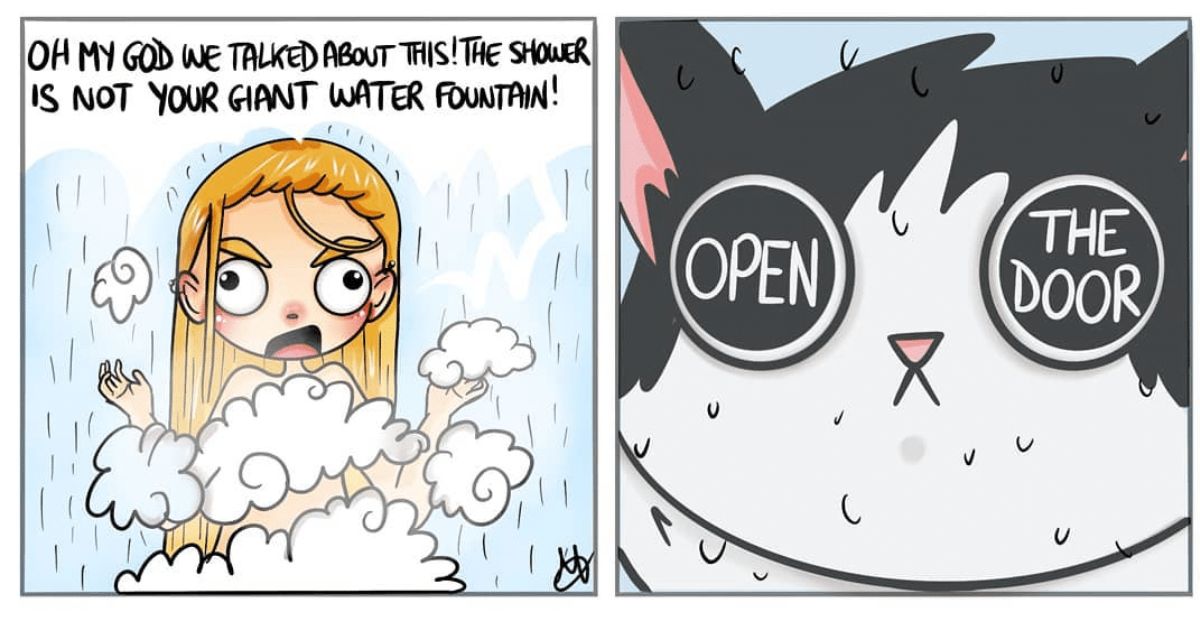 OH MY GOD WE TALKED ABOUT THIS! THE SHOWER
IS NOT YOUR GIANT WATER FOUNTAIN!
OPEN
THE
DOOR